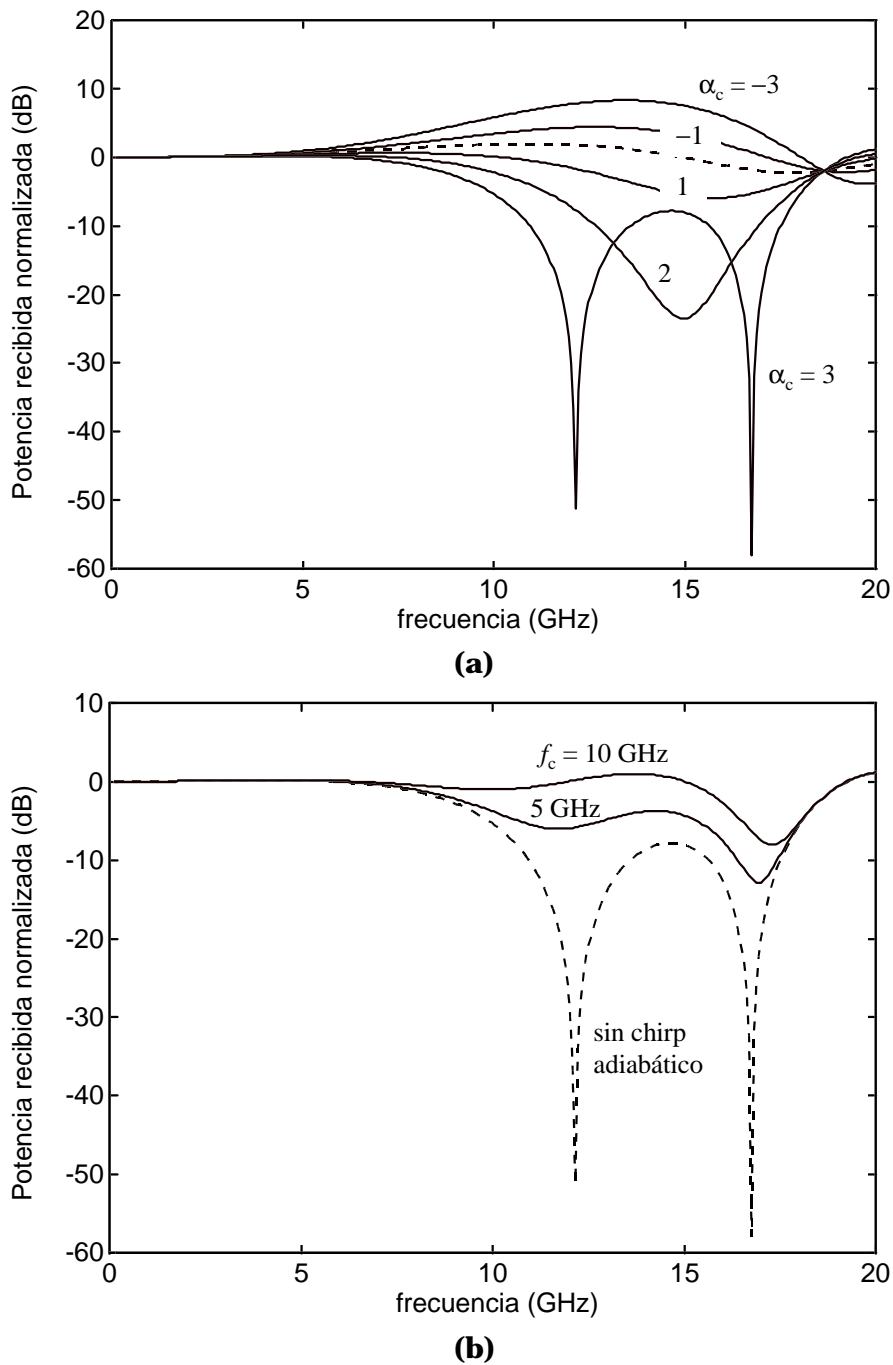 20
10
0
-10
-20
-30
-40
-50
-60
Potencia recibida normalizada (dB)
α_c = −3
−1
1
2
α_c = 3
0 5 10 15 20
frecuencia (GHz)
(a)
10
0
-10
-20
-30
-40
-50
-60
Potencia recibida normalizada (dB)
f_c = 10 GHz
5 GHz
sin chirp
adiabático
0 5 10 15 20
frecuencia (GHz)
(b)